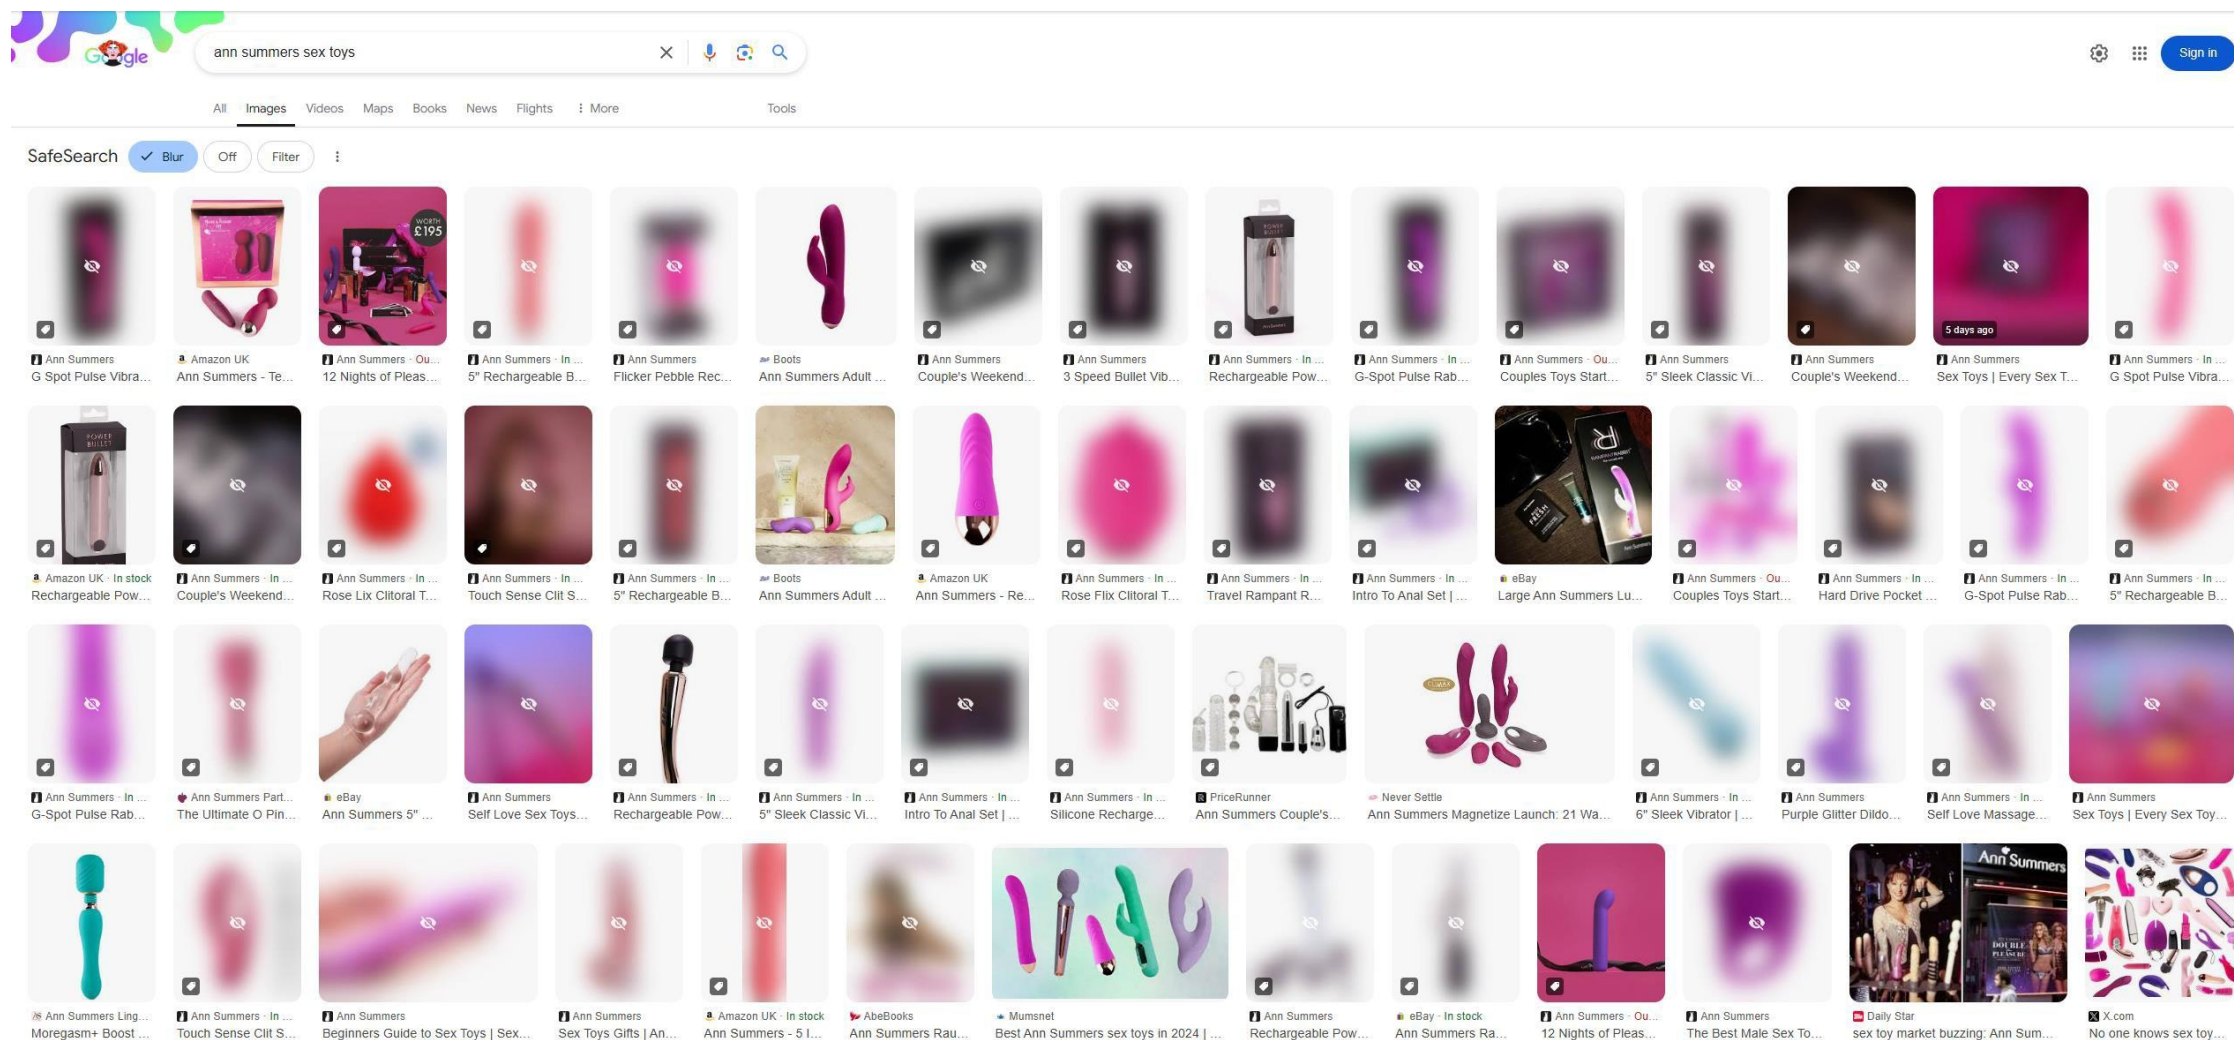 Google
ann summers sex toys
Sign in
All Images Videos Maps Books News Flights More Tools
SafeSearch Blur Off Filter
WORTH
£195
POWER
BULLET
5 days ago
Ann Summers
G Spot Pulse Vibra...
Amazon UK
Ann Summers - Te...
Ann Summers · Ou...
12 Nights of Pleas...
Ann Summers · In ...
5" Rechargeable B...
Ann Summers
Flicker Pebble Rec...
Boots
Ann Summers Adult ...
Ann Summers
Couple's Weekend...
Ann Summers
3 Speed Bullet Vib...
Ann Summers · In ...
Rechargeable Pow...
Ann Summers · In ...
G-Spot Pulse Rab...
Ann Summers · Ou...
Couples Toys Start...
Ann Summers
5" Sleek Classic Vi...
Ann Summers
Couple's Weekend...
Ann Summers
Sex Toys | Every Sex T...
Ann Summers · In ...
G Spot Pulse Vibra...
POWER
BULLET
R
FRESH
Amazon UK · In stock
Rechargeable Pow...
Ann Summers · In ...
Couple's Weekend...
Ann Summers · In ...
Rose Lix Clitoral T...
Ann Summers · In ...
Touch Sense Clit S...
Ann Summers · In ...
5" Rechargeable B...
Boots
Ann Summers Adult ...
Amazon UK
Ann Summers - Re...
Ann Summers · In ...
Rose Flix Clitoral T...
Ann Summers · In ...
Travel Rampant R...
Ann Summers · In ...
Intro To Anal Set | ...
eBay
Large Ann Summers Lu...
Ann Summers · Ou...
Couples Toys Start...
Ann Summers · In ...
Hard Drive Pocket ...
Ann Summers · In ...
G-Spot Pulse Rab...
Ann Summers · In ...
5" Rechargeable B...
CLIMAX
Ann Summers · In ...
G-Spot Pulse Rab...
Ann Summers Part...
The Ultimate O Pin...
eBay
Ann Summers 5" ...
Ann Summers
Self Love Sex Toys...
Ann Summers · In ...
Rechargeable Pow...
Ann Summers · In ...
5" Sleek Classic Vi...
Ann Summers · In ...
Intro To Anal Set | ...
Ann Summers · In ...
Silicone Recharge...
PriceRunner
Ann Summers Couple's...
Never Settle
Ann Summers Magnetize Launch: 21 Wa...
Ann Summers · In ...
6" Sleek Vibrator | ...
Ann Summers
Purple Glitter Dildo...
Ann Summers · In ...
Self Love Massage...
Ann Summers
Sex Toys | Every Sex Toy...
Ann Summers
DOUBLE
PLEASURE
Ann Summers Ling...
Moregasm+ Boost ...
Ann Summers · In ...
Touch Sense Clit S...
Ann Summers
Beginners Guide to Sex Toys | Sex...
Ann Summers
Sex Toys Gifts | An...
Amazon UK · In stock
Ann Summers - 5 I...
AbeBooks
Ann Summers Rau...
Mumsnet
Best Ann Summers sex toys in 2024 | ...
Ann Summers
Rechargeable Pow...
eBay · In stock
Ann Summers Ra...
Ann Summers · Ou...
12 Nights of Pleas...
Ann Summers
The Best Male Sex To...
Daily Star
sex toy market buzzing: Ann Sum...
X.com
No one knows sex toy...